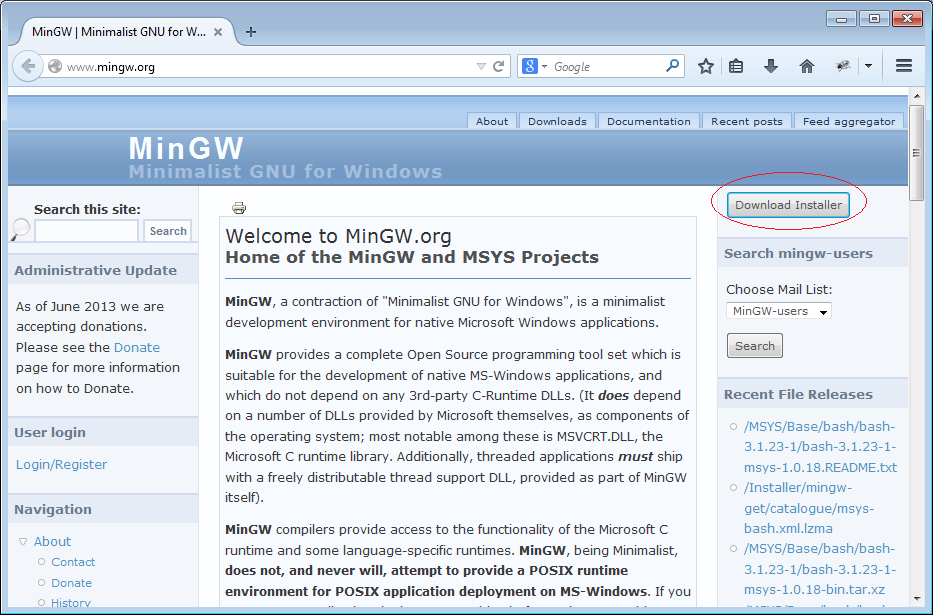 MinGW | Minimalist GNU for W...
www.mingw.org
8
Google
About
Downloads
Documentation
Recent posts
Feed aggregator
MinGW
Minimalist GNU for Windows
Search this site:
Search
Administrative Update
As of June 2013 we are
accepting donations.
Please see the Donate
page for more information
on how to Donate.
User login
Login/Register
Navigation
About
Contact
Donate
History
Welcome to MinGW.org
Home of the MinGW and MSYS Projects
MinGW, a contraction of "Minimalist GNU for Windows", is a minimalist
development environment for native Microsoft Windows applications.
MinGW provides a complete Open Source programming tool set which is
suitable for the development of native MS-Windows applications, and
which do not depend on any 3rd-party C-Runtime DLLs. (It does depend
on a number of DLLs provided by Microsoft themselves, as components of
the operating system; most notable among these is MSVCRT.DLL, the
Microsoft C runtime library. Additionally, threaded applications must ship
with a freely distributable thread support DLL, provided as part of MinGW
itself).
MinGW compilers provide access to the functionality of the Microsoft C
runtime and some language-specific runtimes. MinGW, being Minimalist,
does not, and never will, attempt to provide a POSIX runtime
environment for POSIX application deployment on MS-Windows. If you
Download Installer
Search mingw-users
Choose Mail List:
MinGW-users
Search
Recent File Releases
/MSYS/Base/bash/bash-
3.1.23-1/bash-3.1.23-1-
msys-1.0.18.README.txt
/Installer/mingw-
get/catalogue/msys-
bash.xml.lzma
/MSYS/Base/bash/bash-
3.1.23-1/bash-3.1.23-1-
msys-1.0.18-bin.tar.xz